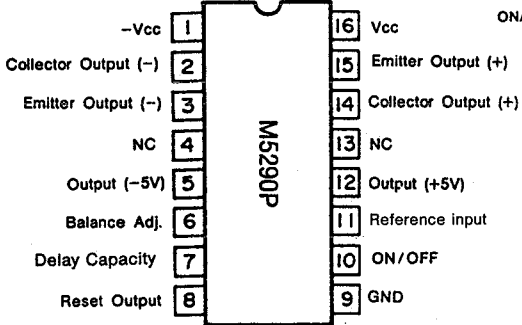 -Vcc 1
Collector Output (-) 2
Emitter Output (-) 3
NC 4
Output (-5V) 5
Balance Adj. 6
Delay Capacity 7
Reset Output 8
M5290P
16 Vcc
15 Emitter Output (+)
14 Collector Output (+)
13 NC
12 Output (+5V)
11 Reference input
10 ON/OFF
9 GND